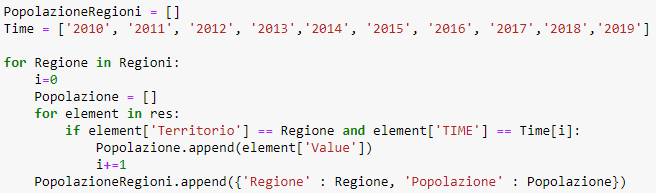 PopolazioneRegioni = []
Time = ['2010', '2011', '2012', '2013','2014', '2015', '2016', '2017','2018','2019']

for Regione in Regioni:
    i=0
    Popolazione = []
    for element in res:
        if element['Territorio'] == Regione and element['TIME'] == Time[i]:
            Popolazione.append(element['Value'])
            i+=1
    PopolazioneRegioni.append({'Regione' : Regione, 'Popolazione' : Popolazione})